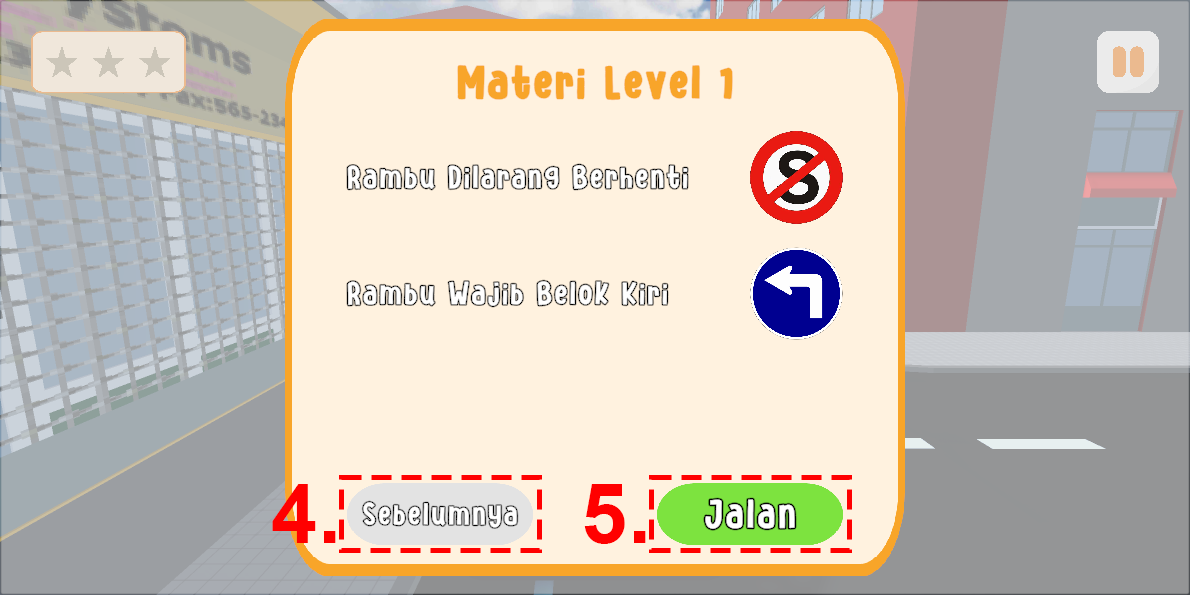 Materi Level 1
Rambu Dilarang Berhenti
S
Rambu Wajib Belok Kiri
4. Sebelumnya
5. Jalan